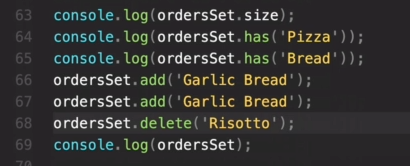 63 console.log(ordersSet.size);
64 console.log(ordersSet.has('Pizza'));
65 console.log(ordersSet.has('Bread'));
66 ordersSet.add('Garlic Bread');
67 ordersSet.add('Garlic Bread');
68 ordersSet.delete('Risotto');
69 console.log(ordersSet);